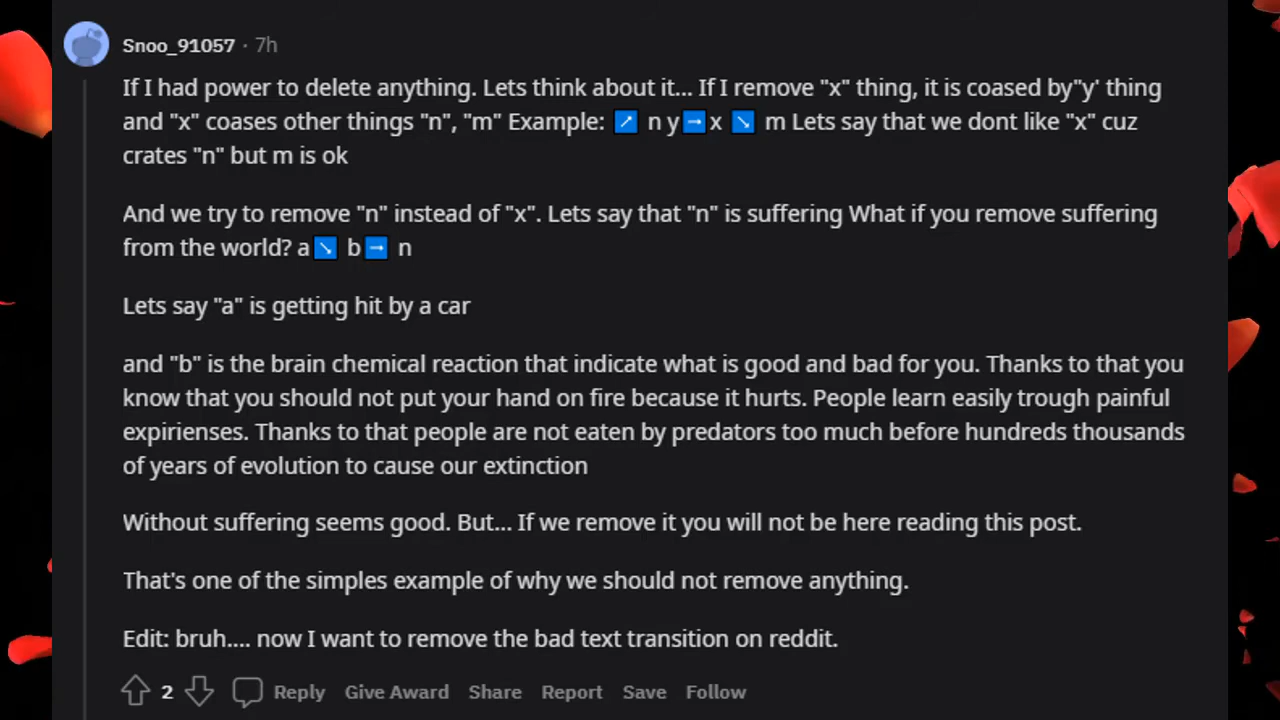 Snoo_91057 · 7h
If I had power to delete anything. Lets think about it... If I remove "x" thing, it is coased by"y' thing
and "x" coases other things "n", "m" Example: ↗️ n y➡️x ↘️ m Lets say that we dont like "x" cuz
crates "n" but m is ok
And we try to remove "n" instead of "x". Lets say that "n" is suffering What if you remove suffering
from the world? a↘️ b➡️ n
Lets say "a" is getting hit by a car
and "b" is the brain chemical reaction that indicate what is good and bad for you. Thanks to that you
know that you should not put your hand on fire because it hurts. People learn easily trough painful
expirienses. Thanks to that people are not eaten by predators too much before hundreds thousands
of years of evolution to cause our extinction
Without suffering seems good. But... If we remove it you will not be here reading this post.
That's one of the simples example of why we should not remove anything.
Edit: bruh.... now I want to remove the bad text transition on reddit.
2 Reply Give Award Share Report Save Follow